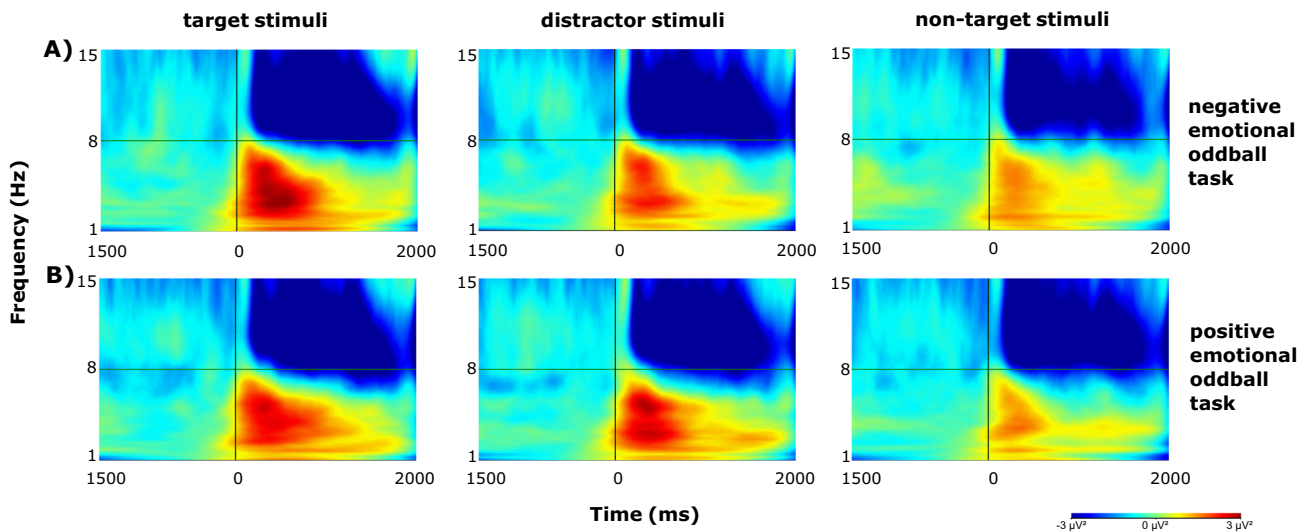 target stimuli
distractor stimuli
non-target stimuli
A)
15
8
1
1500
0
2000
15
8
1
1500
0
2000
15
8
1
1500
0
2000
negative
emotional
oddball
task
Frequency (Hz)
B)
15
8
1
1500
0
2000
15
8
1
1500
0
2000
15
8
1
1500
0
2000
positive
emotional
oddball
task
Time (ms)
-3 µV²
0 µV²
3 µV²